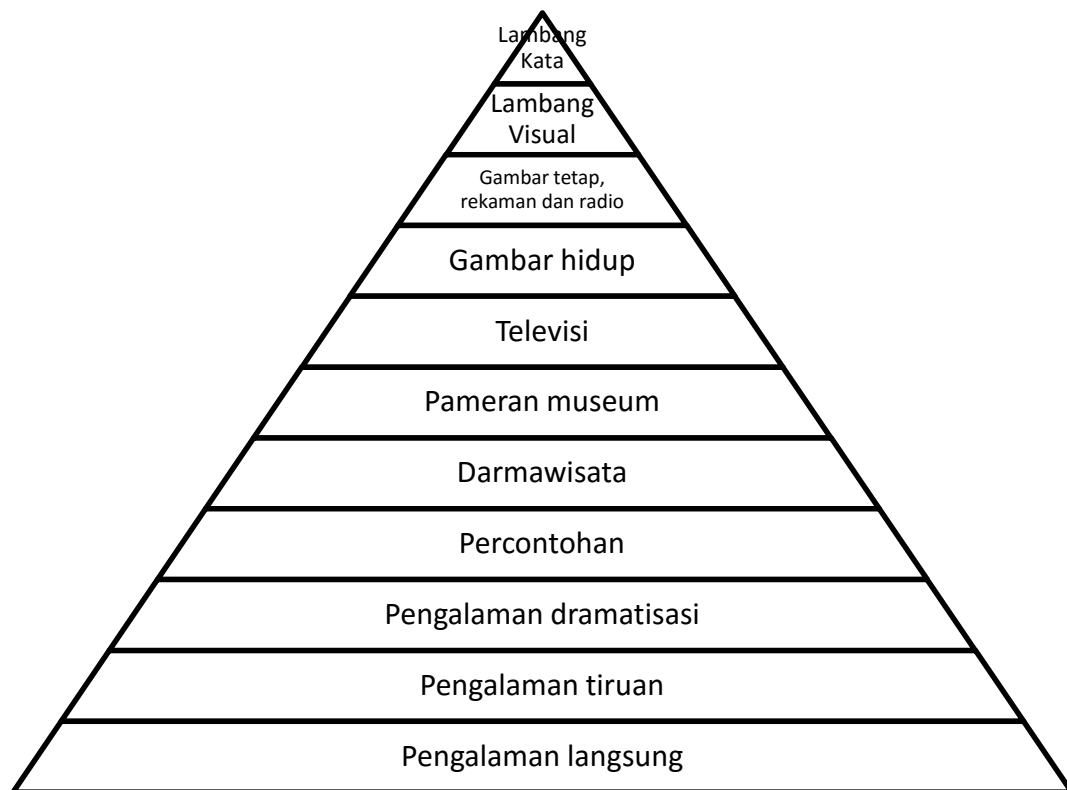 Lambang
Kata
Lambang
Visual
Gambar tetap,
rekaman dan radio
Gambar hidup
Televisi
Pameran museum
Darmawisata
Percontohan
Pengalaman dramatisasi
Pengalaman tiruan
Pengalaman langsung